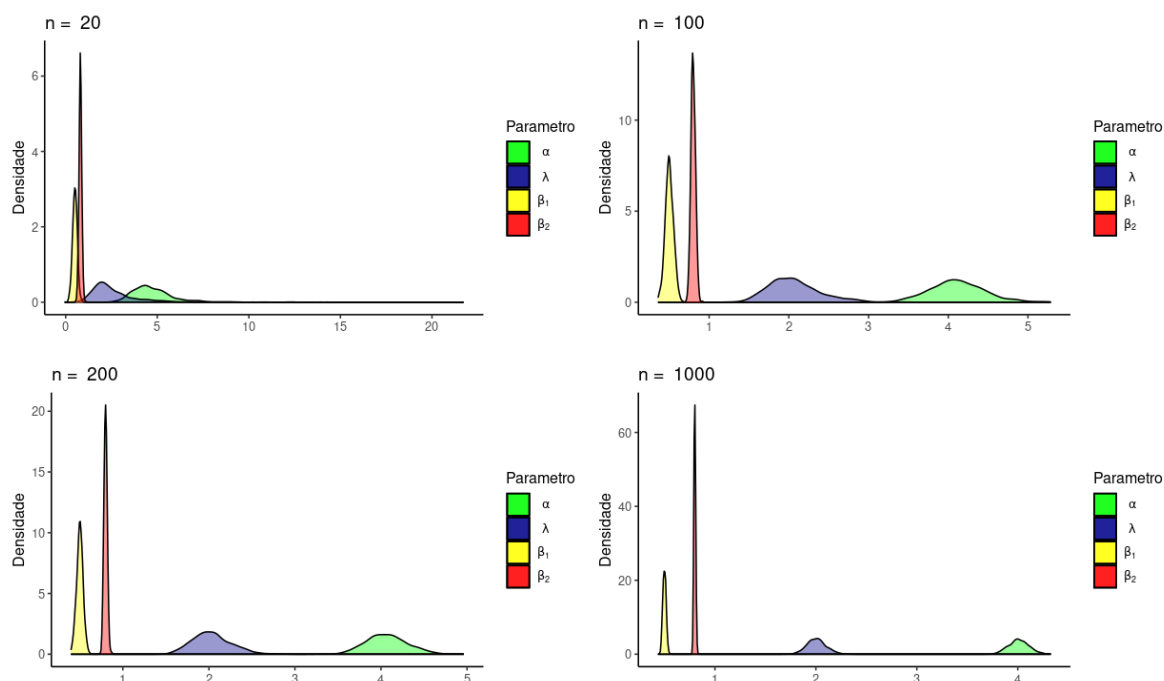 n = 20
6
4
2
0
Densidade
0 5 10 15 20
Parametro
α
λ
β₁
β₂
n = 100
10
5
0
Densidade
1 2 3 4 5
Parametro
α
λ
β₁
β₂
n = 200
20
15
10
5
0
Densidade
1 2 3 4 5
Parametro
α
λ
β₁
β₂
n = 1000
60
40
20
0
Densidade
1 2 3 4
Parametro
α
λ
β₁
β₂